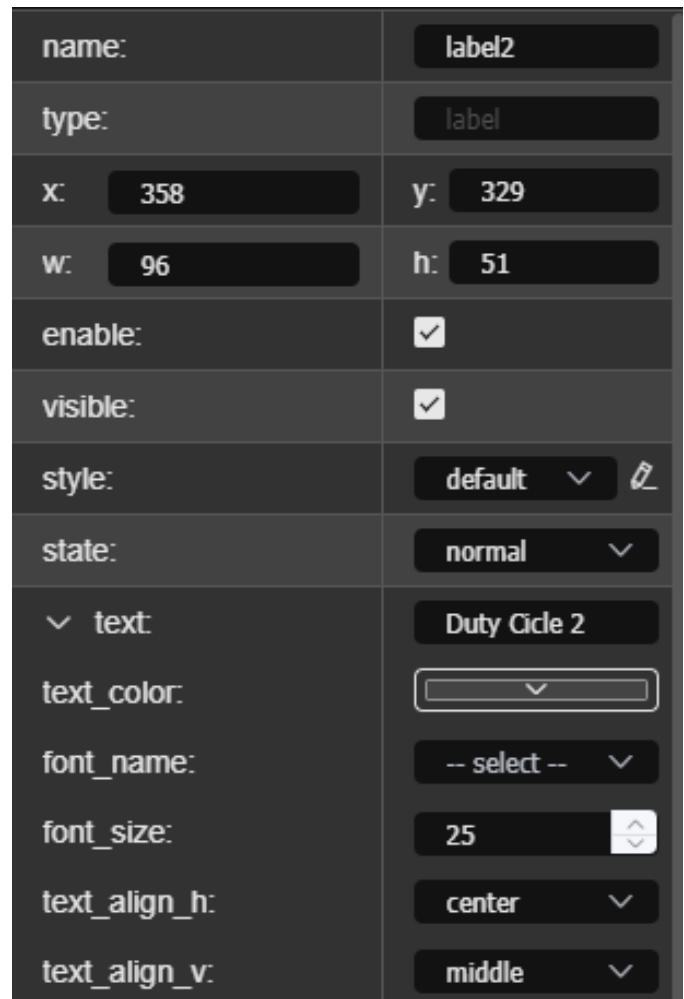 name: label2
type: label
x: 358 y: 329
w: 96 h: 51
enable:
visible:
style: default
state: normal
text: Duty Cicle 2
text_color:
font_name: -- select --
font_size: 25
text_align_h: center
text_align_v: middle